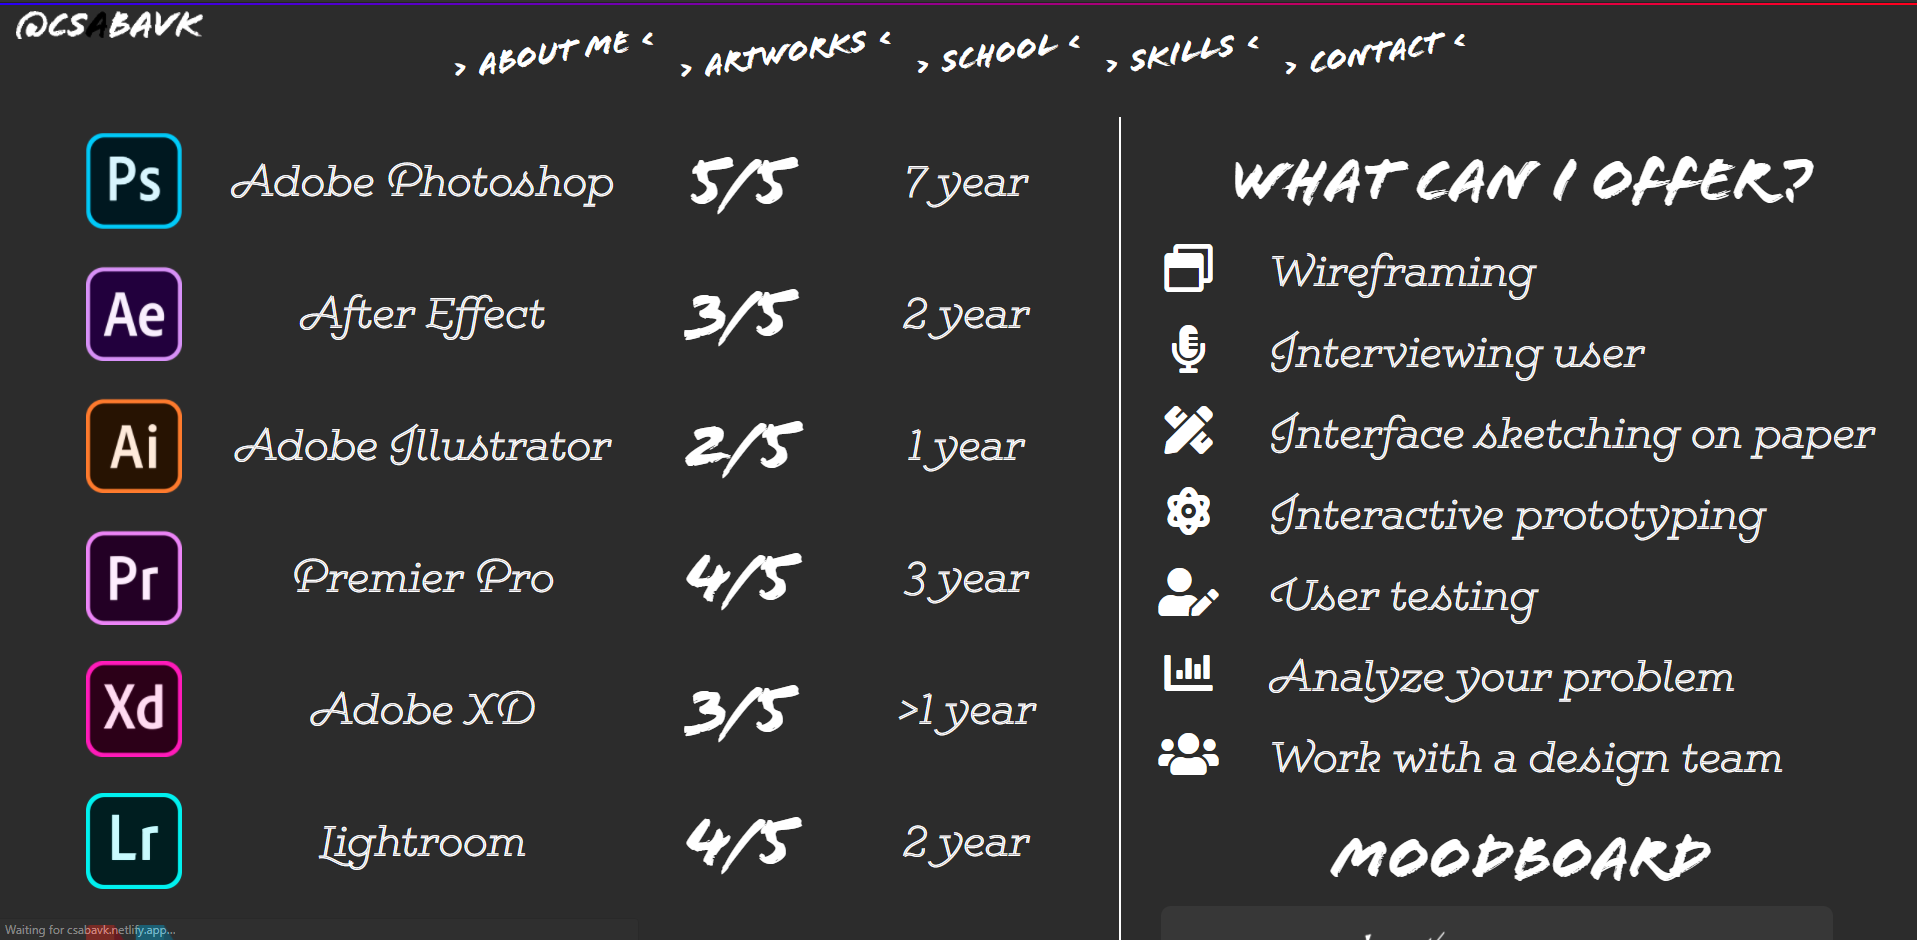 @CSABAVK
> ABOUT ME <
> ARTWORKS <
> SCHOOL <
> SKILLS <
> CONTACT <
Ps Adobe Photoshop 5/5 7 year
Ae After Effect 3/5 2 year
Ai Adobe Illustrator 2/5 1 year
Pr Premier Pro 4/5 3 year
Xd Adobe XD 3/5 >1 year
Lr Lightroom 4/5 2 year
WHAT CAN I OFFER?
Wireframing
Interviewing user
Interface sketching on paper
Interactive prototyping
User testing
Analyze your problem
Work with a design team
MOODBOARD
Waiting for csabavk.netlify.app...